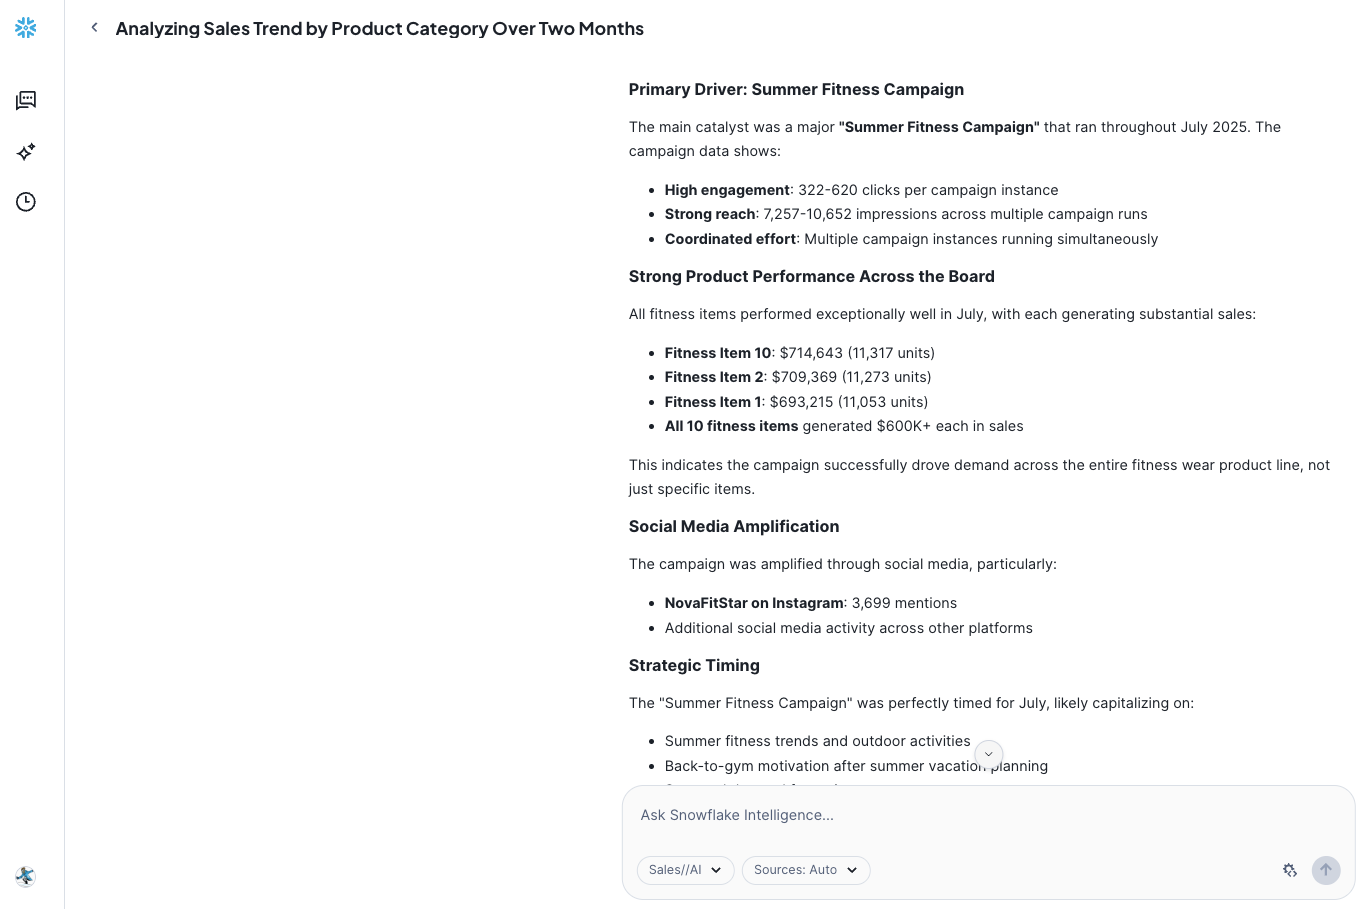 Analyzing Sales Trend by Product Category Over Two Months
Primary Driver: Summer Fitness Campaign
The main catalyst was a major "Summer Fitness Campaign" that ran throughout July 2025. The
campaign data shows:
High engagement: 322-620 clicks per campaign instance
Strong reach: 7,257-10,652 impressions across multiple campaign runs
Coordinated effort: Multiple campaign instances running simultaneously
Strong Product Performance Across the Board
All fitness items performed exceptionally well in July, with each generating substantial sales:
Fitness Item 10: $714,643 (11,317 units)
Fitness Item 2: $709,369 (11,273 units)
Fitness Item 1: $693,215 (11,053 units)
All 10 fitness items generated $600K+ each in sales
This indicates the campaign successfully drove demand across the entire fitness wear product line, not
just specific items.
Social Media Amplification
The campaign was amplified through social media, particularly:
NovaFitStar on Instagram: 3,699 mentions
Additional social media activity across other platforms
Strategic Timing
The "Summer Fitness Campaign" was perfectly timed for July, likely capitalizing on:
Summer fitness trends and outdoor activities
Back-to-gym motivation after summer vacation planning
Ask Snowflake Intelligence...
Sales//AI
Sources: Auto